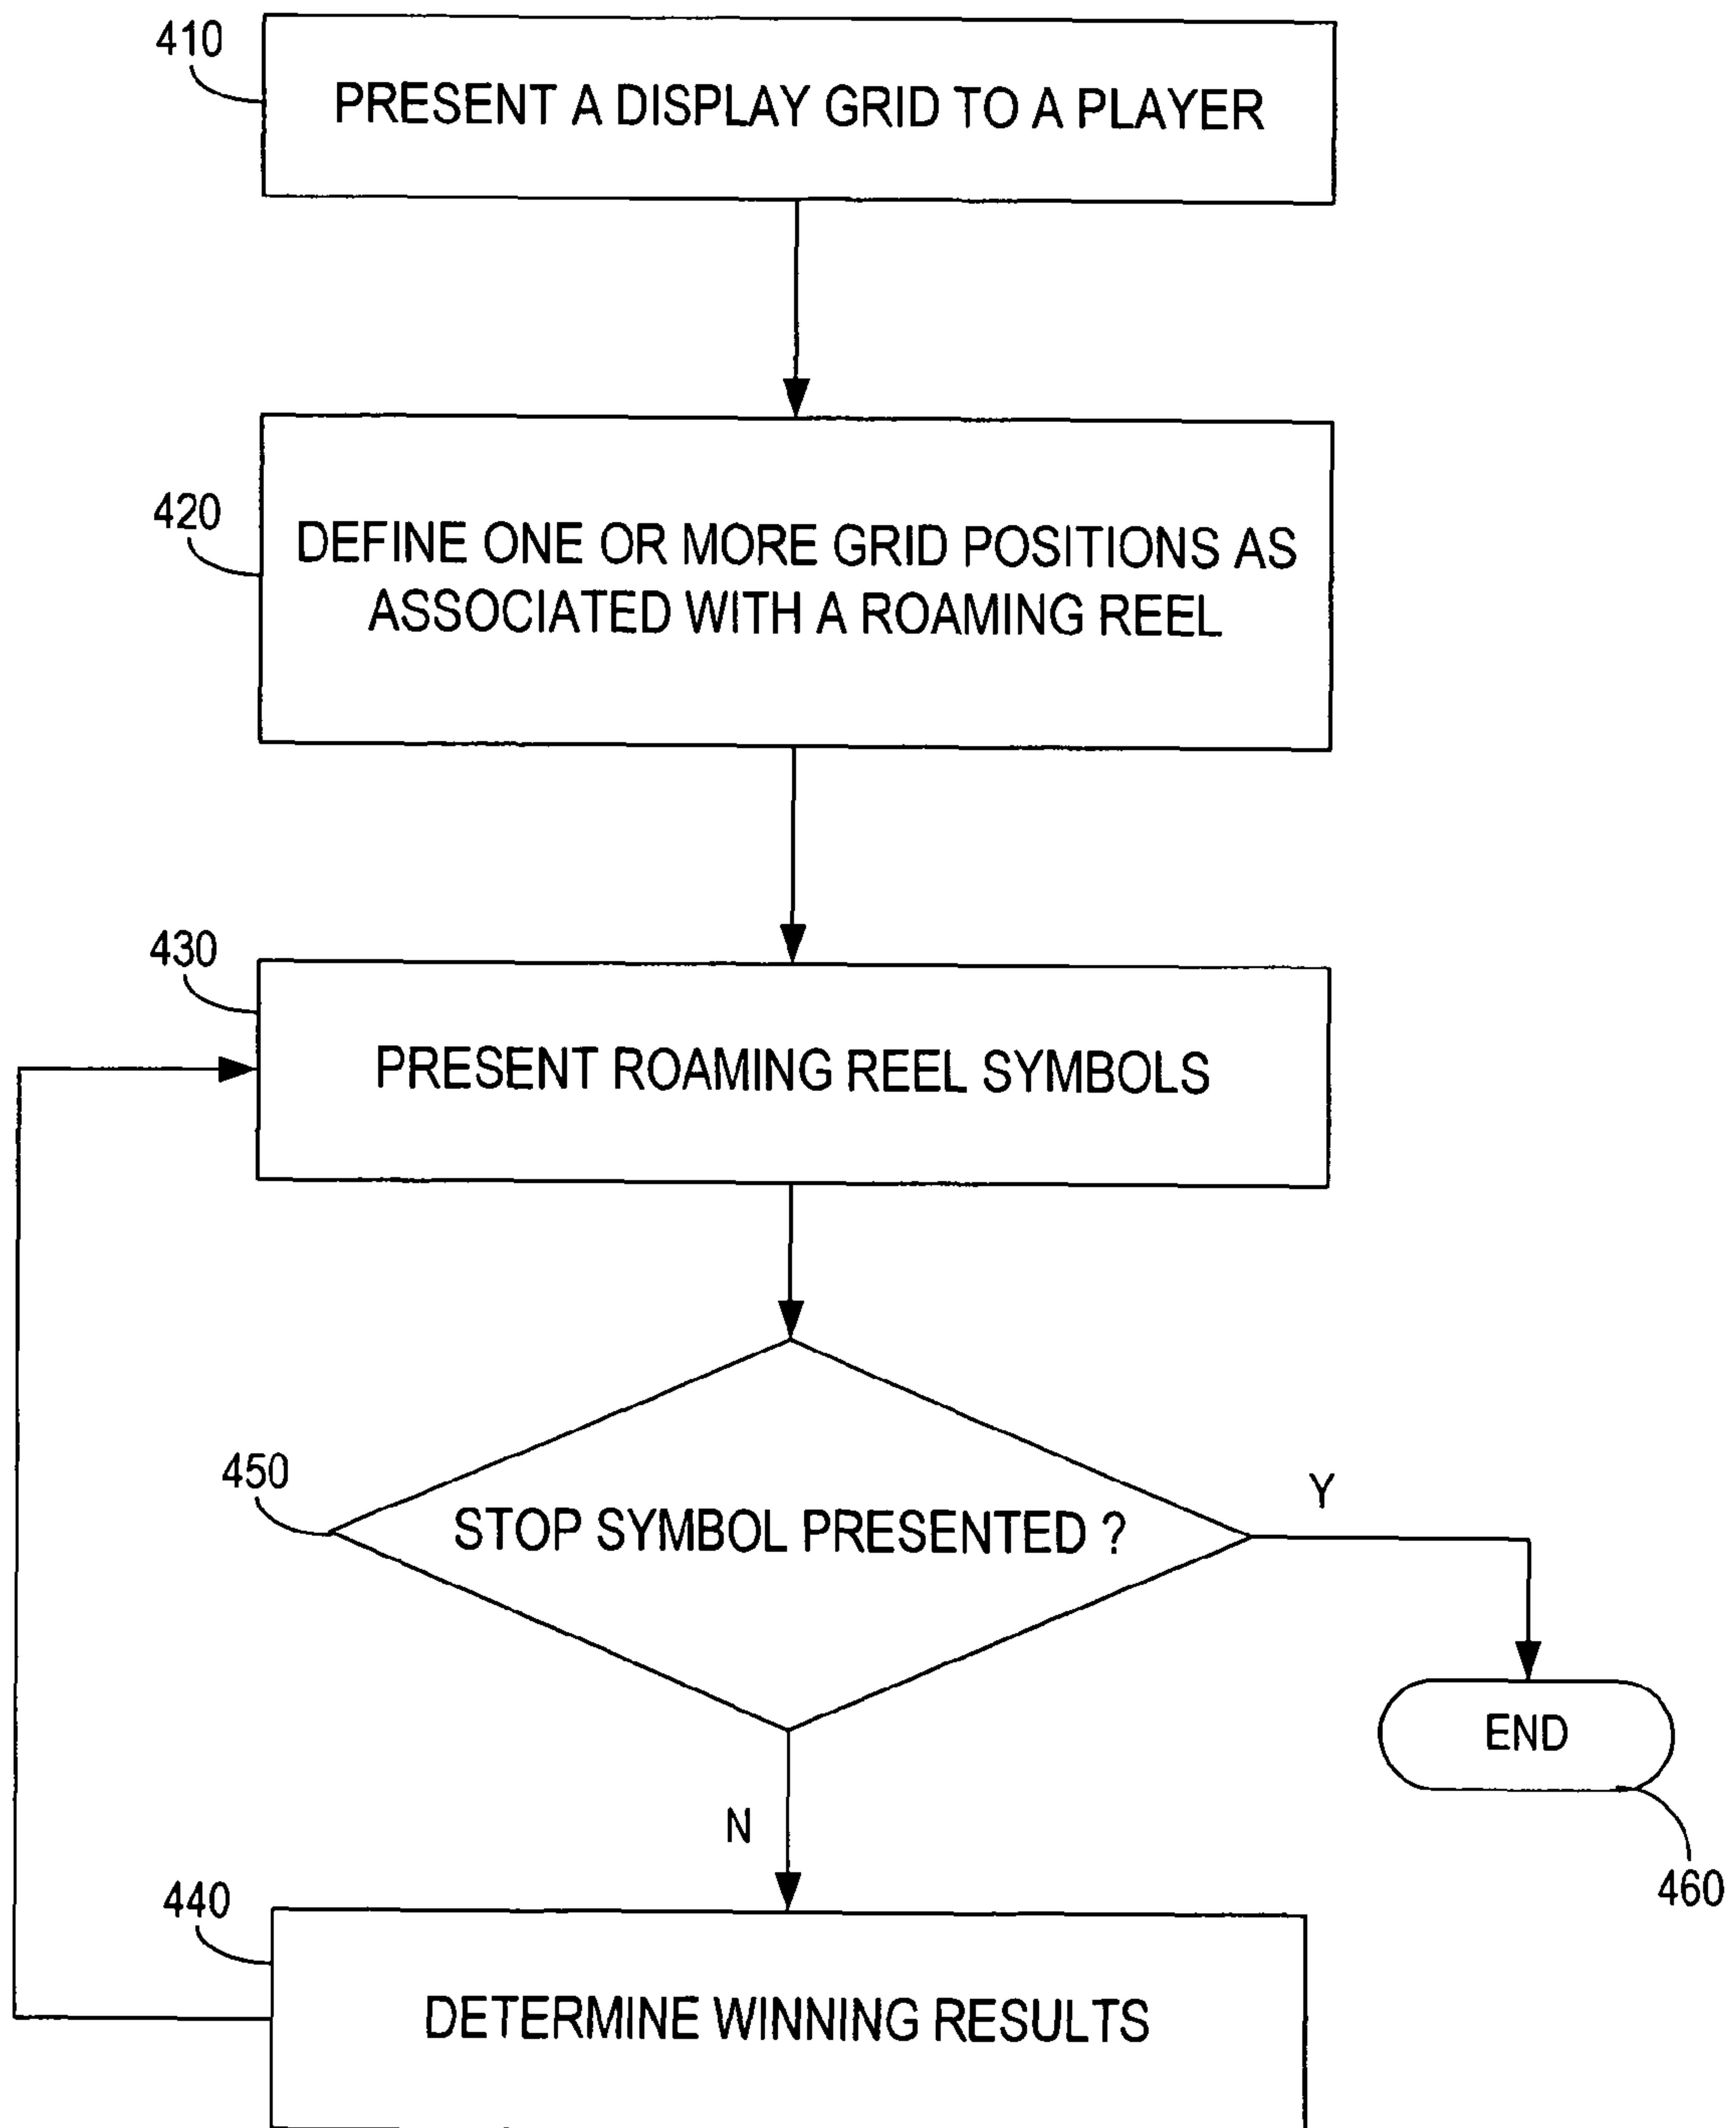 410
PRESENT A DISPLAY GRID TO A PLAYER
420
DEFINE ONE OR MORE GRID POSITIONS AS
ASSOCIATED WITH A ROAMING REEL
430
PRESENT ROAMING REEL SYMBOLS
450
STOP SYMBOL PRESENTED ?
Y
END
N
460
440
DETERMINE WINNING RESULTS